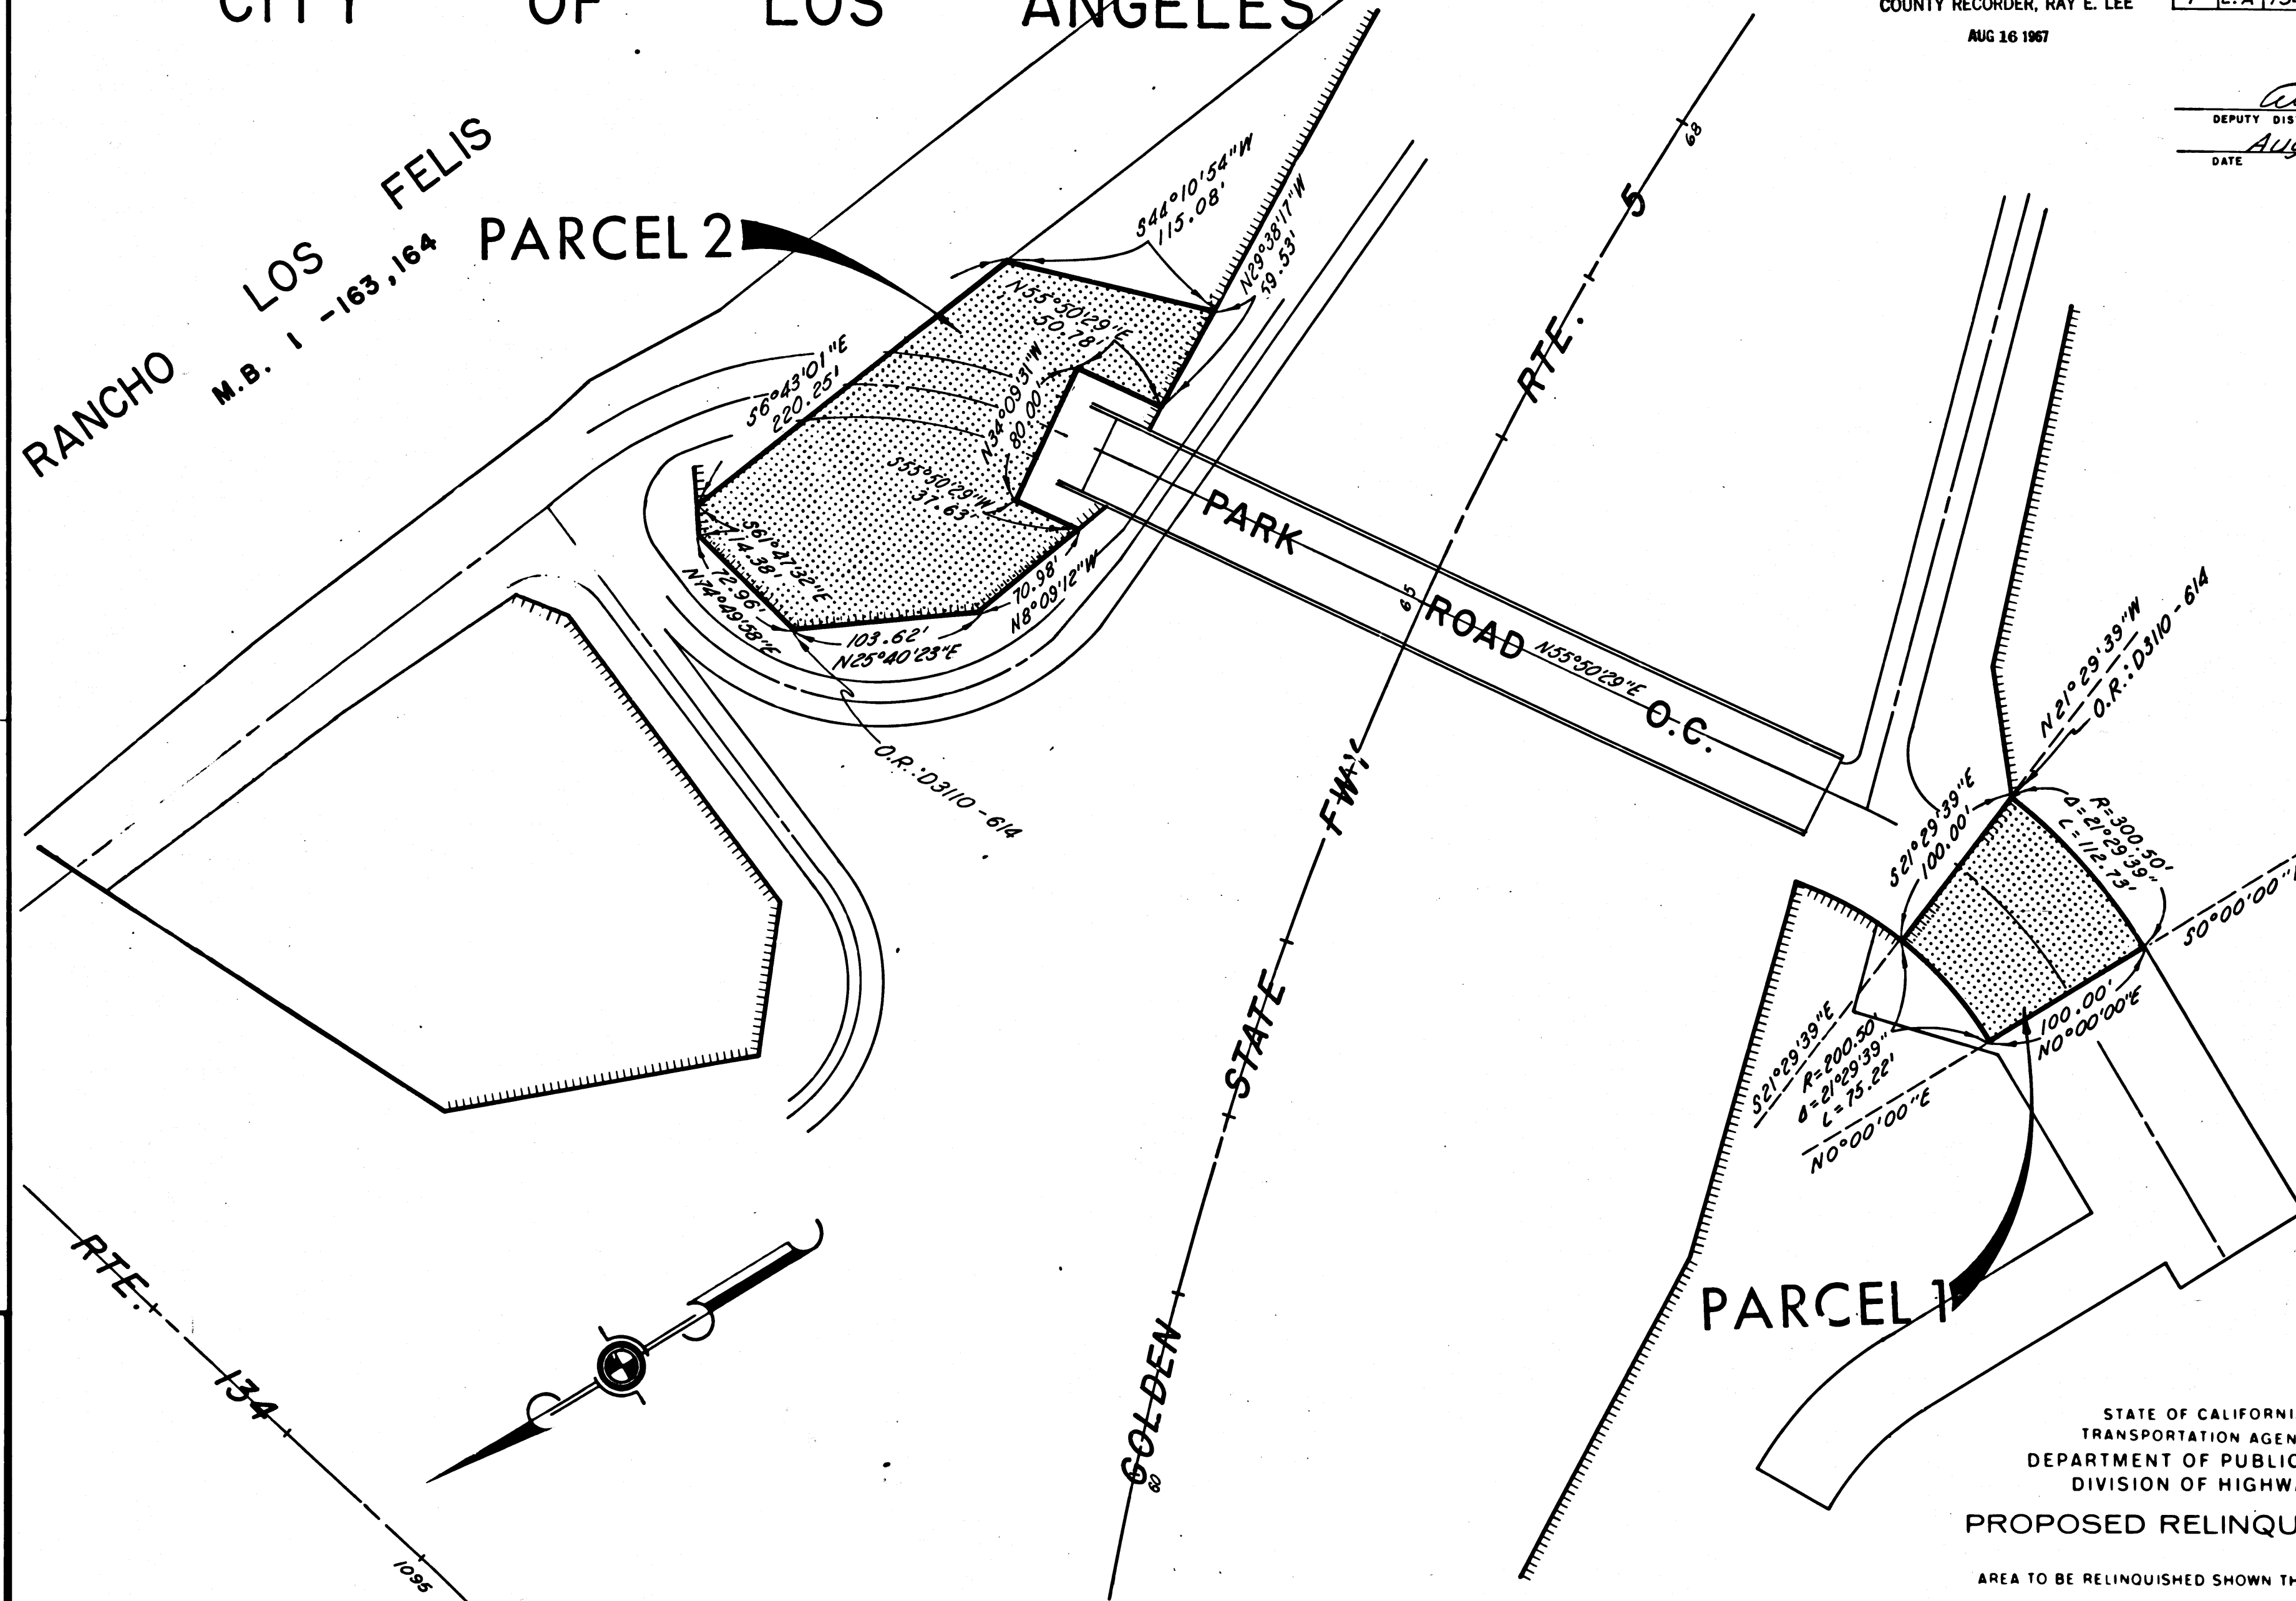 CITY OF LOS ANGELES
COUNTY RECORDER, RAY E. LEE
AUG 16 1967
DEPUTY
DATE
RANCHO LOS FELIS
M.B. 1 -163,164
PARCEL 2
S44°10'54"W
115.08'
N29°38'17"W
59.53'
N55°50'29"E
50.78'
N34°09'31"W
80.00'
S6°43'01"E
220.25'
S55°50'29"W
37.63'
S61°47'32"E
14.38'
72.96'
N74°49'58"E
103.62'
N25°40'23"E
70.98'
N8°09'12"W
O.R.:D3110-614
68
RTE. 5
65
PARK ROAD O.C.
N55°50'29"E
GOLDEN STATE FWY.
60
N21°29'39"W
O.R.:D3110-614
S21°29'39"E
100.00'
R=300.50'
Δ=21°29'39"
L=112.73'
S0°00'00"
100.00'
N0°00'00"E
S21°29'39"E
R=200.50'
Δ=21°29'39"
L=75.22'
N0°00'00"E
PARCEL 1
RTE. 134
1095
STATE OF CALIFORNI
TRANSPORTATION AGEN
DEPARTMENT OF PUBLIC
DIVISION OF HIGHW
PROPOSED RELINQU
AREA TO BE RELINQUISHED SHOWN TH